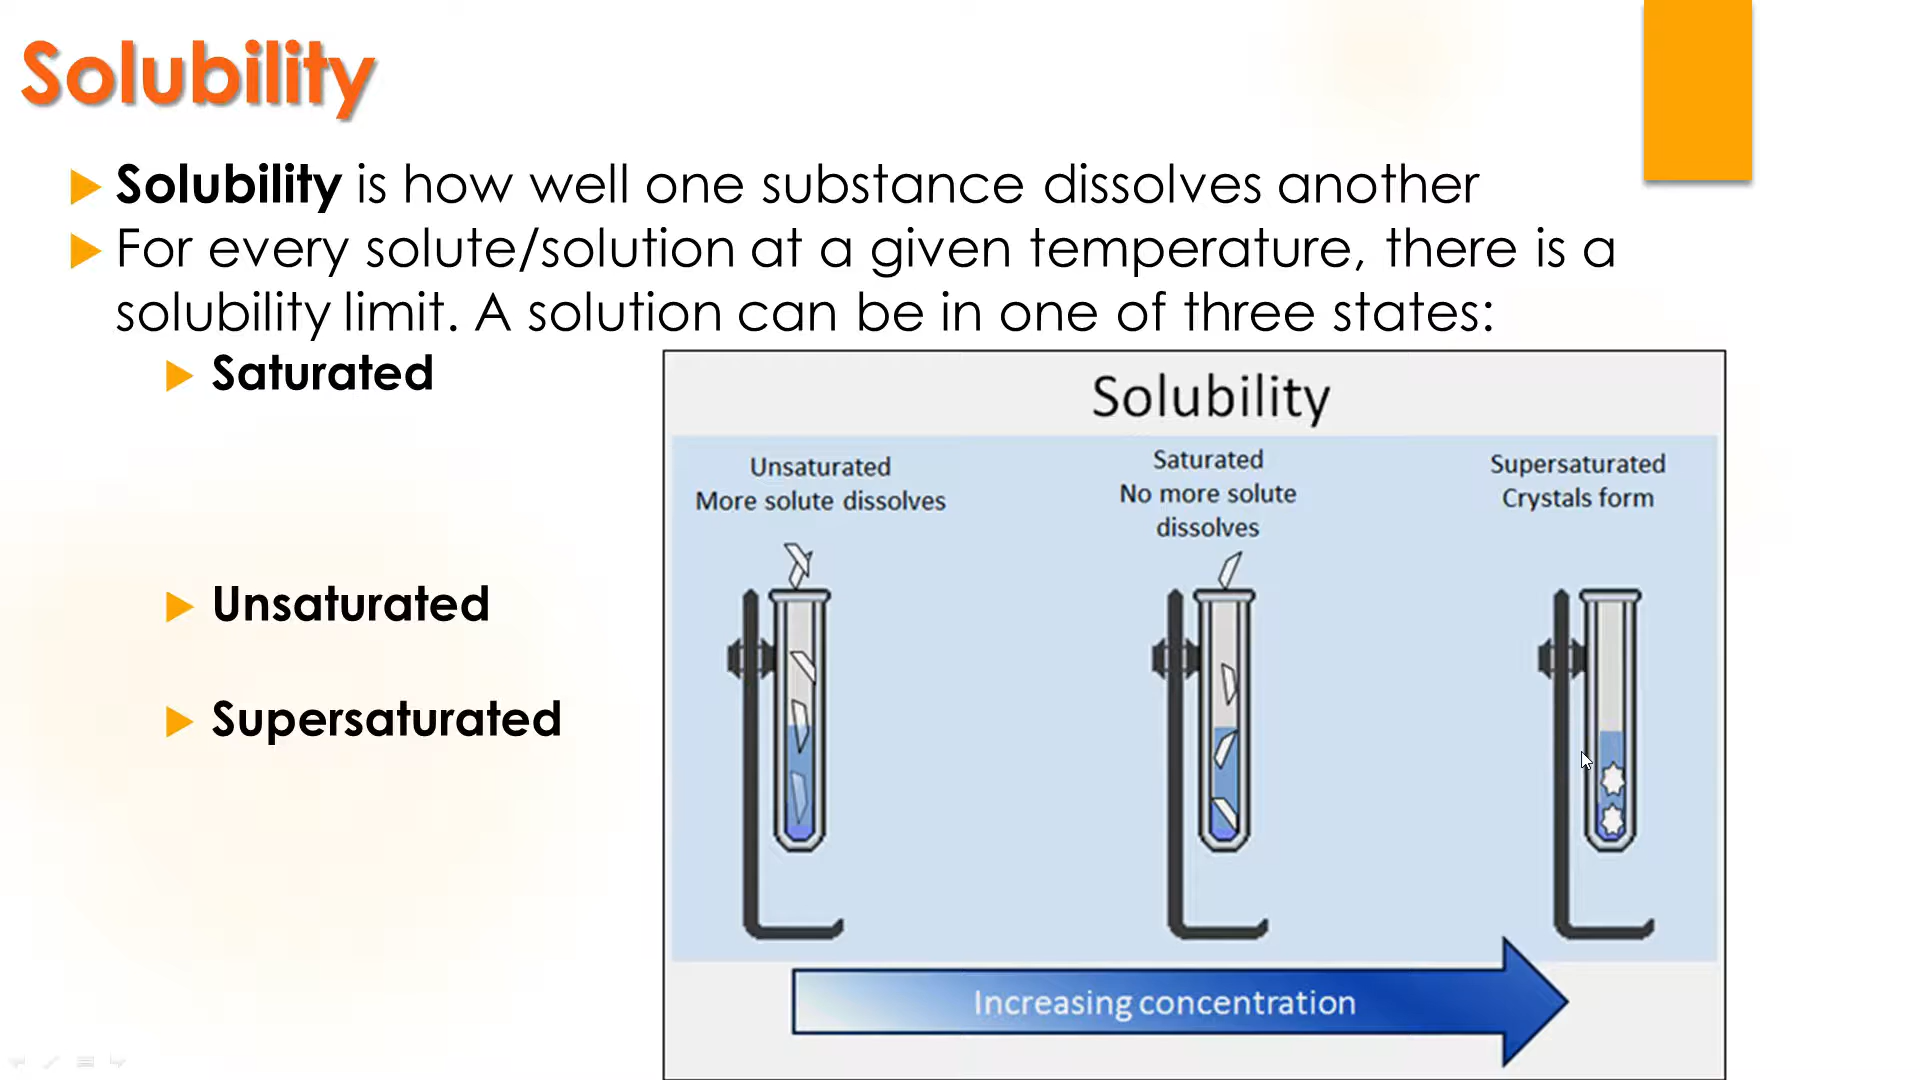 Solubility
Solubility is how well one substance dissolves another
For every solute/solution at a given temperature, there is a
solubility limit. A solution can be in one of three states:
Saturated
Unsaturated
Supersaturated
Solubility
Unsaturated
More solute dissolves
Saturated
No more solute
dissolves
Supersaturated
Crystals form
Increasing concentration